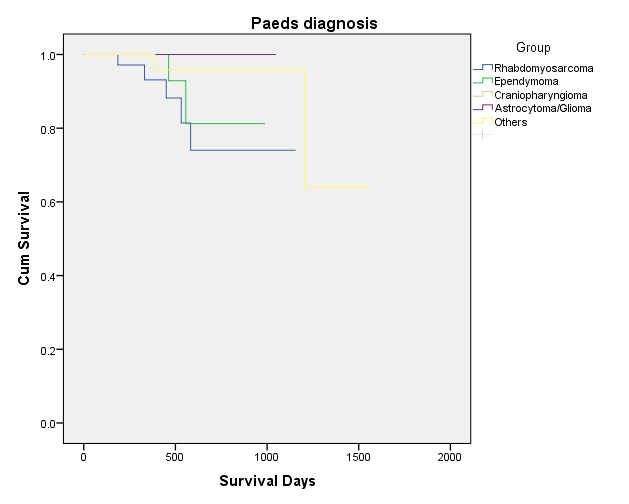 Paeds diagnosis
Group
Rhabdomyosarcoma
Ependymoma
Craniopharyngioma
Astrocytoma/Glioma
Others
Cum Survival
1.0
0.8
0.6
0.4
0.2
0.0
0 500 1000 1500 2000
Survival Days